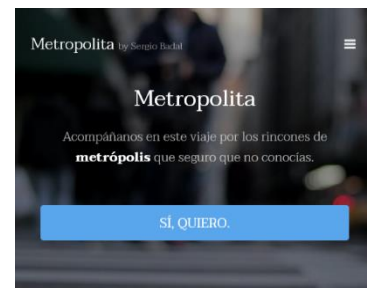 Metropolita by Sergio Badal
Metropolita
Acompáñanos en este viaje por los rincones de
metrópolis que seguro que no conocías.
SÍ, QUIERO.